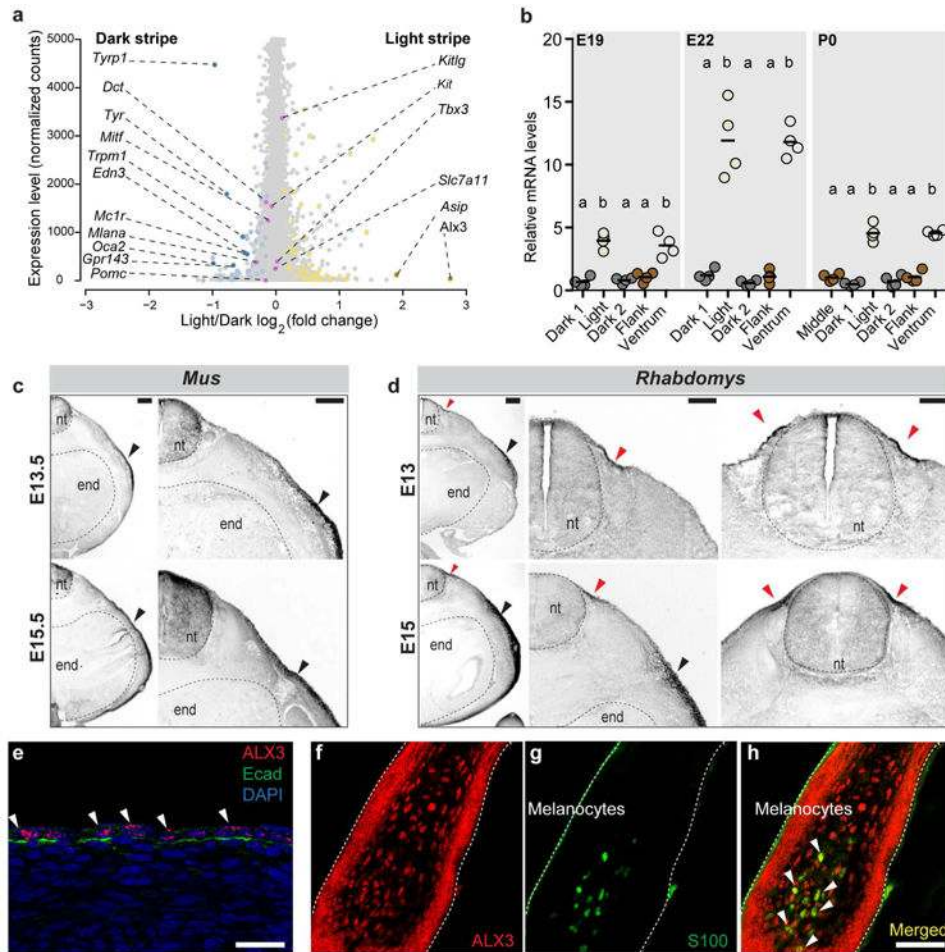 a
Dark stripe
Light stripe
Expression level (normalized counts)
5000
4000
3000
2000
1000
0
Tyrp1
Dct
Tyr
Mitf
Trpm1
Edn3
Mc1r
Mlana
Oca2
Gpr143
Pomc
Kitlg
Kit
Tbx3
Slc7a11
Asip
Alx3
−3 −2 −1 0 1 2 3
Light/Dark log2 (fold change)
b
Relative mRNA levels
20
15
10
5
0
E19 E22 P0
a b a a b
a b a a b
a a b a a b
Dark 1 Light Dark 2 Flank Ventrum
Dark 1 Light Dark 2 Flank Ventrum
Middle Dark 1 Light Dark 2 Flank Ventrum
c
Mus
E13.5
nt
end
nt
end
E15.5
nt
end
nt
end
d
Rhabdomys
E13
nt
end
nt
nt
E15
nt
end
nt
end
nt
e
ALX3
Ecad
DAPI
f
ALX3
g
Melanocytes
S100
h
Melanocytes
Merged